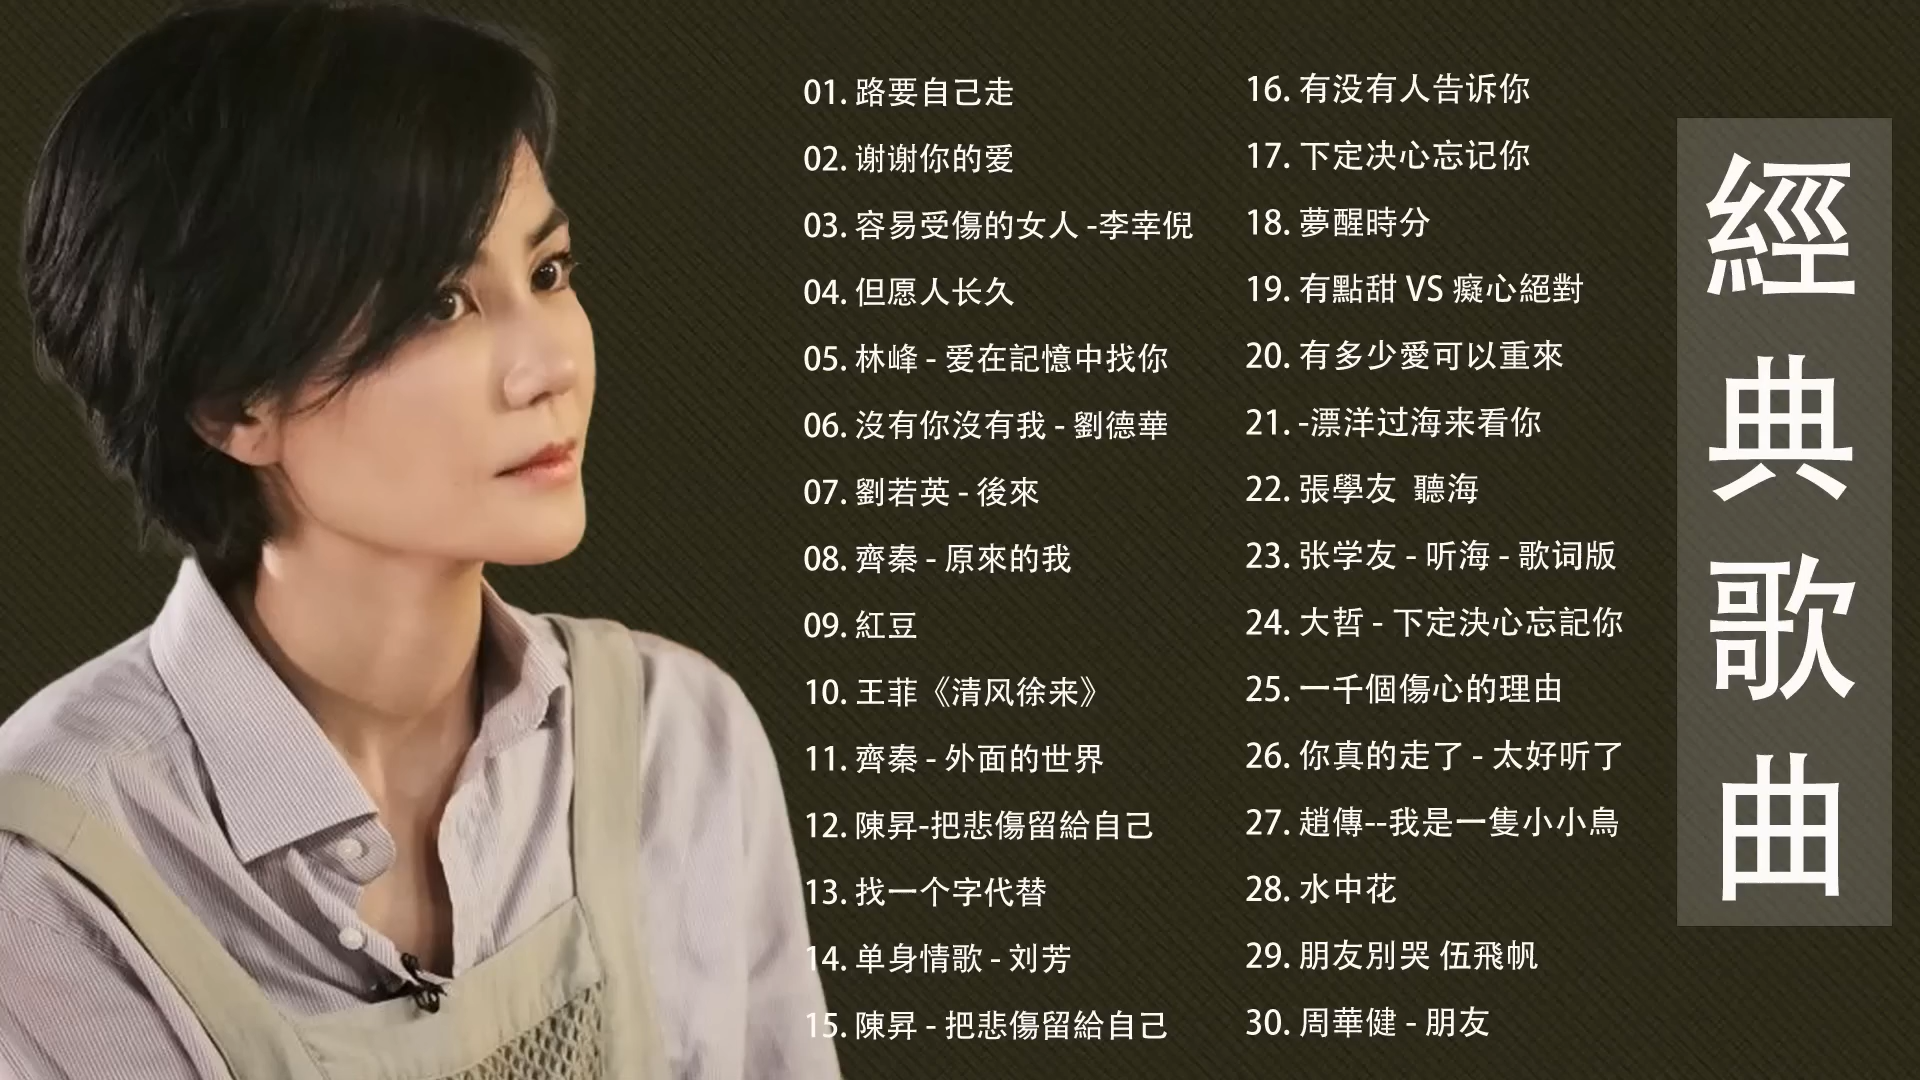 01. 路要自己走
02. 谢谢你的爱
03. 容易受傷的女人 -李幸倪
04. 但愿人长久
05. 林峰 - 爱在記憶中找你
06. 沒有你沒有我 - 劉德華
07. 劉若英 - 後來
08. 齊秦 - 原來的我
09. 紅豆
10. 王菲《清风徐来》
11. 齊秦 - 外面的世界
12. 陳昇-把悲傷留給自己
13. 找一个字代替
14. 单身情歌 - 刘芳
15. 陳昇 - 把悲傷留給自己
16. 有没有人告诉你
17. 下定决心忘记你
18. 夢醒時分
19. 有點甜 VS 癡心絕對
20. 有多少愛可以重來
21. -漂洋过海来看你
22. 張學友 聽海
23. 张学友 - 听海 - 歌词版
24. 大哲 - 下定決心忘記你
25. 一千個傷心的理由
26. 你真的走了 - 太好听了
27. 趙傳--我是一隻小小鳥
28. 水中花
29. 朋友別哭 伍飛帆
30. 周華健 - 朋友
經典歌曲